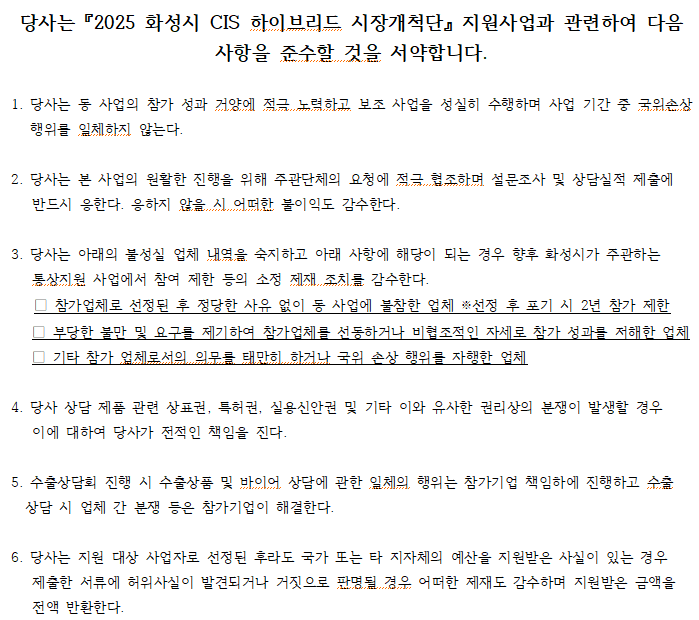 당사는 『2025 화성시 CIS 하이브리드 시장개척단』 지원사업과 관련하여 다음
사항을 준수할 것을 서약합니다.
1. 당사는 동 사업의 참가 성과 거양에 적극 노력하고 보조 사업을 성실히 수행하며 사업 기간 중 국위손상
행위를 일체하지 않는다.
2. 당사는 본 사업의 원활한 진행을 위해 주관단체의 요청에 적극 협조하며 설문조사 및 상담실적 제출에
반드시 응한다. 응하지 않을 시 어떠한 불이익도 감수한다.
3. 당사는 아래의 불성실 업체 내역을 숙지하고 아래 사항에 해당이 되는 경우 향후 화성시가 주관하는
통상지원 사업에서 참여 제한 등의 소정 제재 조치를 감수한다.
□ 참가업체로 선정된 후 정당한 사유 없이 동 사업에 불참한 업체 ※선정 후 포기 시 2년 참가 제한
□ 부당한 불만 및 요구를 제기하여 참가업체를 선동하거나 비협조적인 자세로 참가 성과를 저해한 업체
□ 기타 참가 업체로서의 의무를 태만히 하거나 국위 손상 행위를 자행한 업체
4. 당사 상담 제품 관련 상표권, 특허권, 실용신안권 및 기타 이와 유사한 권리상의 분쟁이 발생할 경우
이에 대하여 당사가 전적인 책임을 진다.
5. 수출상담회 진행 시 수출상품 및 바이어 상담에 관한 일체의 행위는 참가기업 책임하에 진행하고 수출
상담 시 업체 간 분쟁 등은 참가기업이 해결한다.
6. 당사는 지원 대상 사업자로 선정된 후라도 국가 또는 타 지자체의 예산을 지원받은 사실이 있는 경우
제출한 서류에 허위사실이 발견되거나 거짓으로 판명될 경우 어떠한 제재도 감수하며 지원받은 금액을
전액 반환한다.